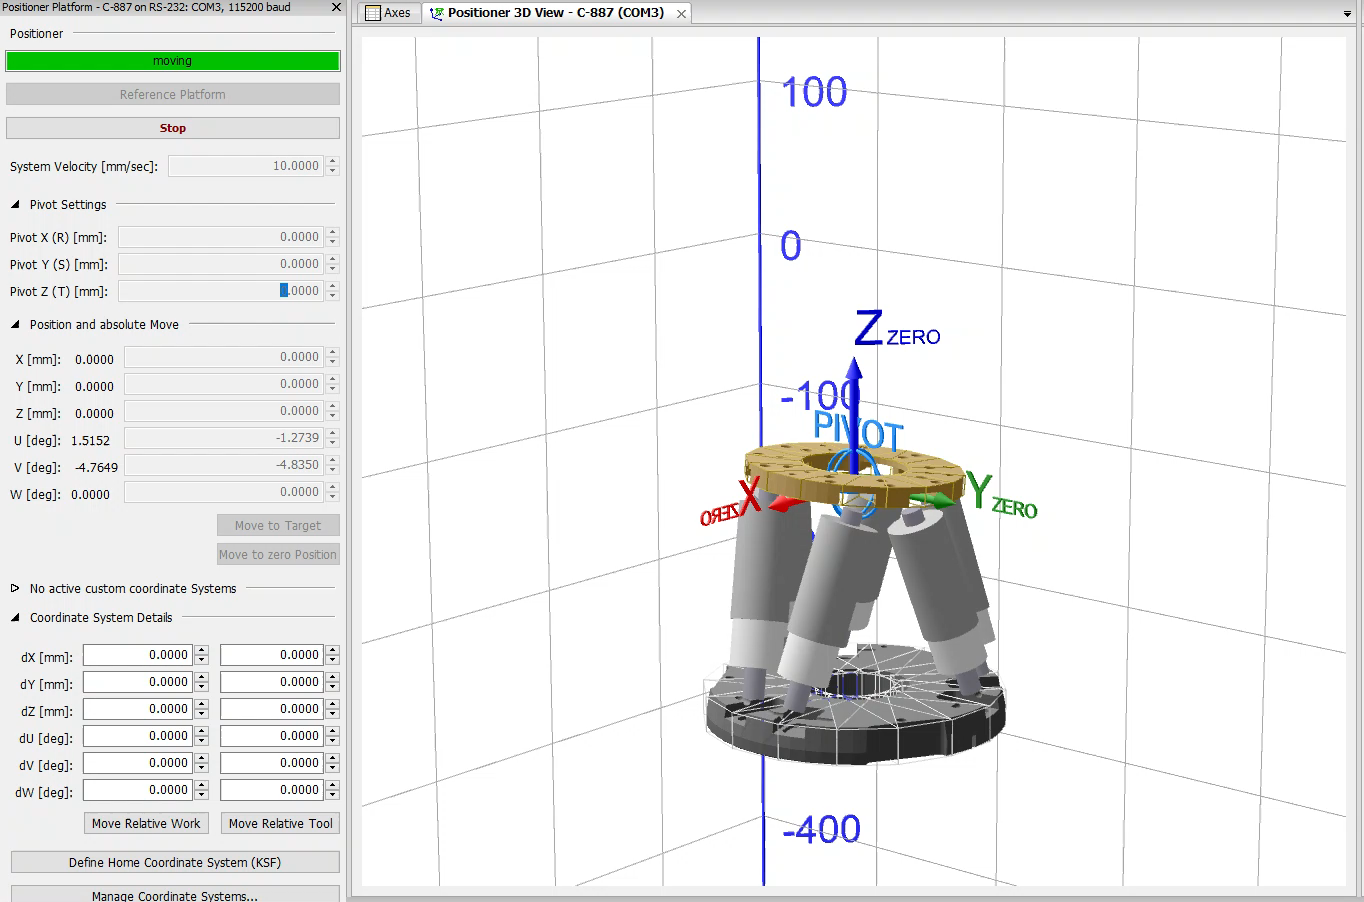 Positioner Platform - C-887 on RS-232: COM3, 115200 baud
Positioner
moving
Reference Platform
Stop
System Velocity [mm/sec]: 10.0000
Pivot Settings
Pivot X (R) [mm]: 0.0000
Pivot Y (S) [mm]: 0.0000
Pivot Z (T) [mm]: .0000
Position and absolute Move
X [mm]: 0.0000 0.0000
Y [mm]: 0.0000 0.0000
Z [mm]: 0.0000 0.0000
U [deg]: 1.5152 -1.2739
V [deg]: -4.7649 -4.8350
W [deg]: 0.0000 0.0000
Move to Target
Move to zero Position
No active custom coordinate Systems
Coordinate System Details
dX [mm]: 0.0000 0.0000
dY [mm]: 0.0000 0.0000
dZ [mm]: 0.0000 0.0000
dU [deg]: 0.0000 0.0000
dV [deg]: 0.0000 0.0000
dW [deg]: 0.0000 0.0000
Move Relative Work Move Relative Tool
Define Home Coordinate System (KSF)
Manage Coordinate Systems...
Axes Positioner 3D View - C-887 (COM3)
100
0
Z ZERO
-100
PIVOT
X ZERO
Y ZERO
-400